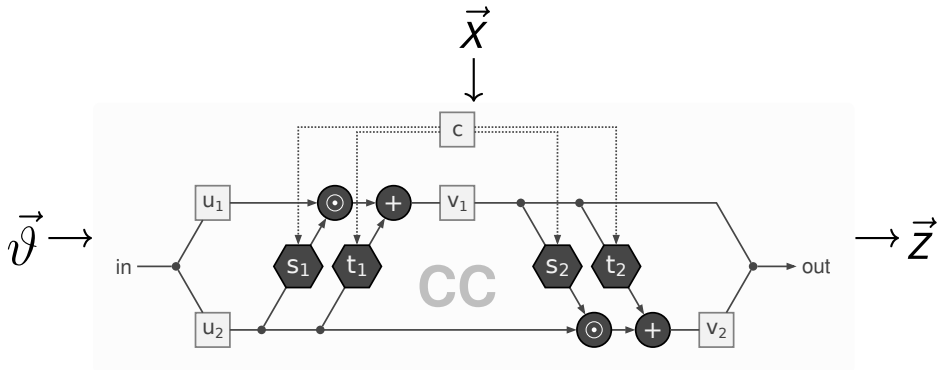 x⃗
c
u₁ ⊙ + v₁
ϑ⃗ in s₁ t₁ CC s₂ t₂ out z⃗
u₂ ⊙ + v₂